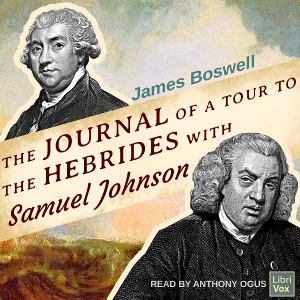 James Boswell
THE JOURNAL OF A TOUR TO
THE HEBRIDES WITH
Samuel Johnson
READ BY ANTHONY OGUS
Libri
Vox